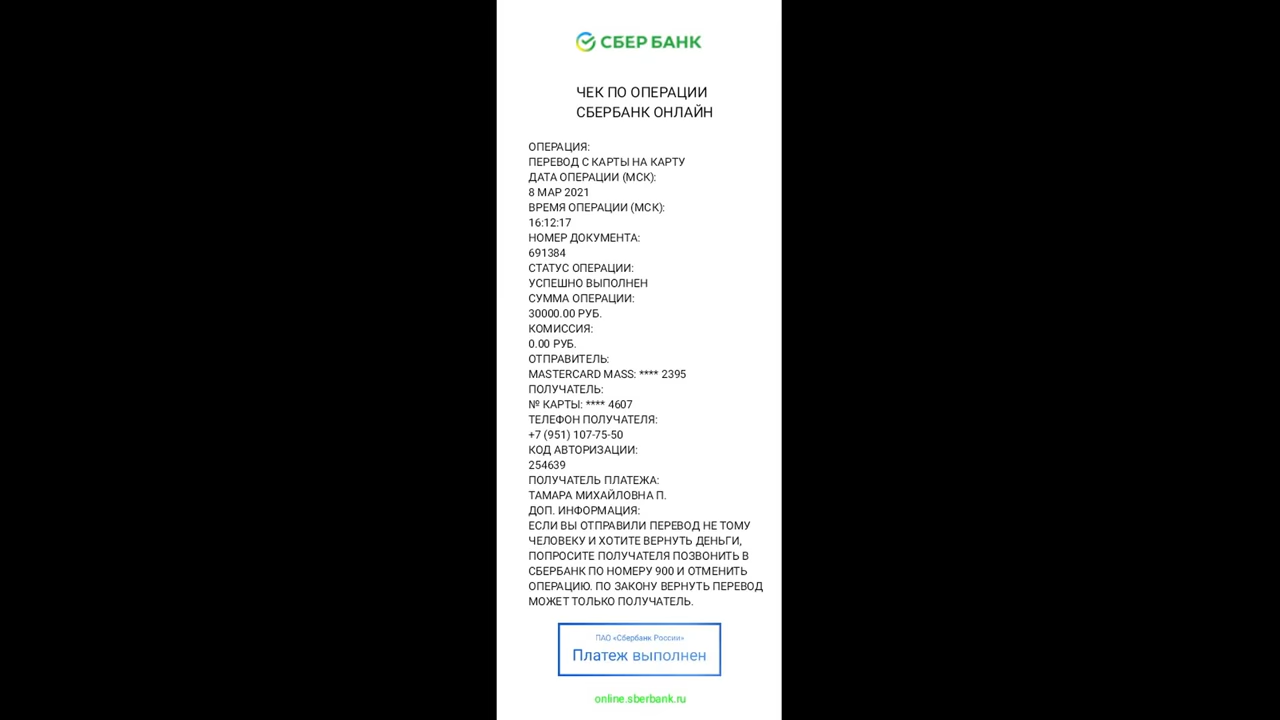 СБЕР БАНК
ЧЕК ПО ОПЕРАЦИИ
СБЕРБАНК ОНЛАЙН
ОПЕРАЦИЯ:
ПЕРЕВОД С КАРТЫ НА КАРТУ
ДАТА ОПЕРАЦИИ (МСК):
8 МАР 2021
ВРЕМЯ ОПЕРАЦИИ (МСК):
16:12:17
НОМЕР ДОКУМЕНТА:
691384
СТАТУС ОПЕРАЦИИ:
УСПЕШНО ВЫПОЛНЕН
СУММА ОПЕРАЦИИ:
30000.00 РУБ.
КОМИССИЯ:
0.00 РУБ.
ОТПРАВИТЕЛЬ:
MASTERCARD MASS: **** 2395
ПОЛУЧАТЕЛЬ:
№ КАРТЫ: **** 4607
ТЕЛЕФОН ПОЛУЧАТЕЛЯ:
+7 (951) 107-75-50
КОД АВТОРИЗАЦИИ:
254639
ПОЛУЧАТЕЛЬ ПЛАТЕЖА:
ТАМАРА МИХАЙЛОВНА П.
ДОП. ИНФОРМАЦИЯ:
ЕСЛИ ВЫ ОТПРАВИЛИ ПЕРЕВОД НЕ ТОМУ
ЧЕЛОВЕКУ И ХОТИТЕ ВЕРНУТЬ ДЕНЬГИ,
ПОПРОСИТЕ ПОЛУЧАТЕЛЯ ПОЗВОНИТЬ В
СБЕРБАНК ПО НОМЕРУ 900 И ОТМЕНИТЬ
ОПЕРАЦИЮ. ПО ЗАКОНУ ВЕРНУТЬ ПЕРЕВОД
МОЖЕТ ТОЛЬКО ПОЛУЧАТЕЛЬ.
ПАО «Сбербанк России»
Платеж выполнен
online.sberbank.ru